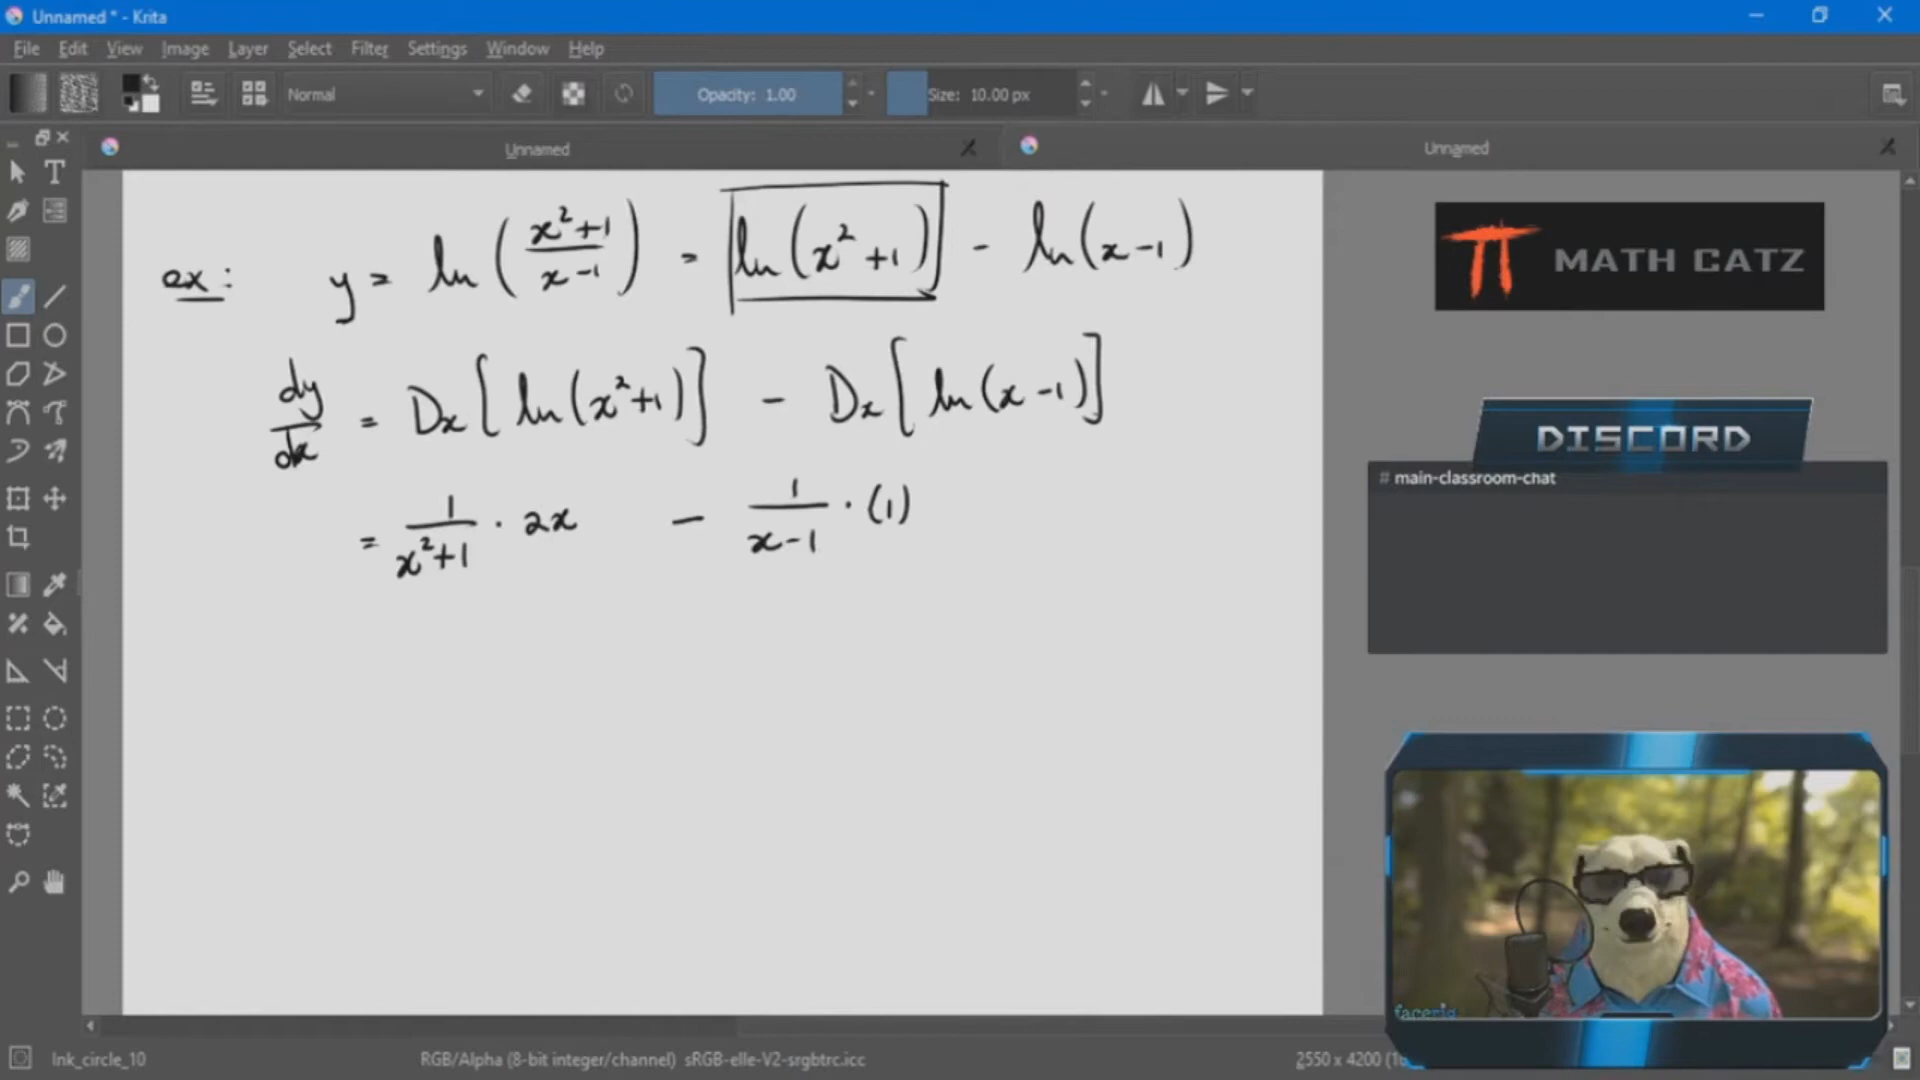 Unnamed * - Krita
File Edit View Image Layer Select Filter Settings Window Help
Normal Opacity: 1.00 Size: 10.00 px
Unnamed Unnamed
ex: y = ln(x²+1/x-1) = ln(x²+1) - ln(x-1)
dy/dx = Dx[ln(x²+1)] - Dx[ln(x-1)]
= 1/x²+1 · 2x - 1/x-1 · (1)
MATH CATZ
DISCORD
# main-classroom-chat
facerig
Ink_circle_10 RGB/Alpha (8-bit integer/channel) sRGB-elle-V2-srgbtrc.icc 2550 x 4200